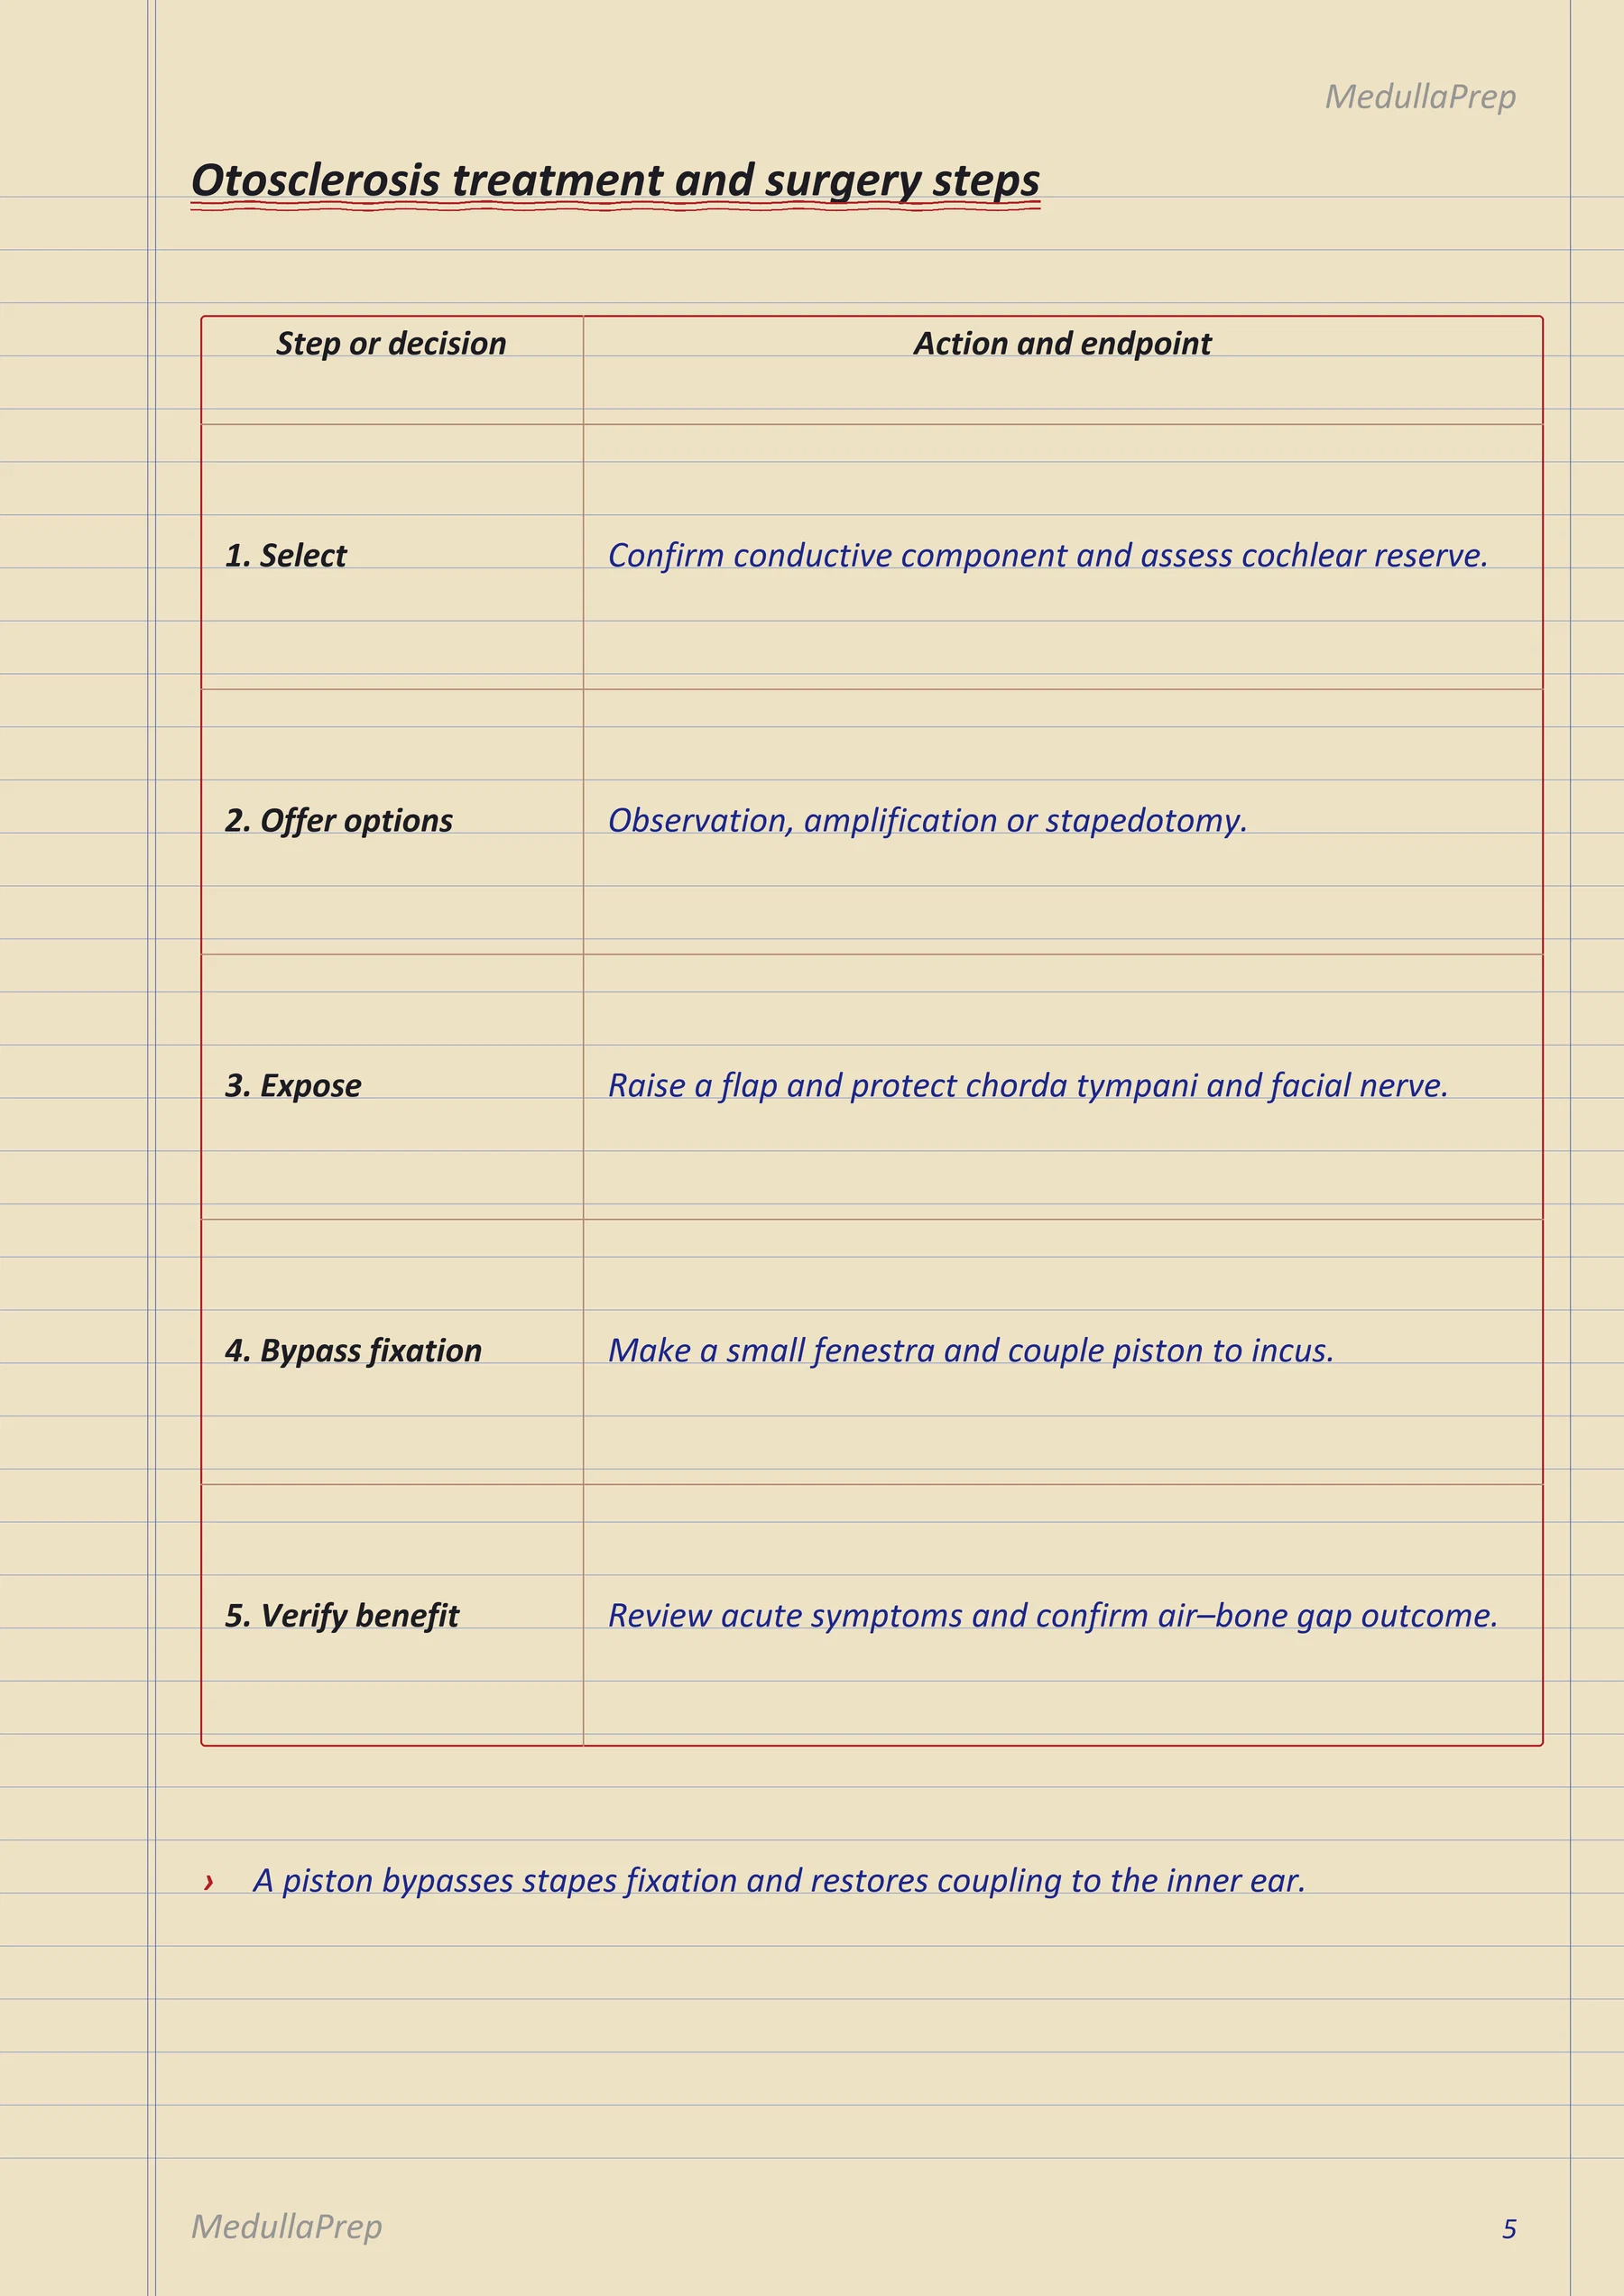 MedullaPrep
Otosclerosis treatment and surgery steps
Step or decision
Action and endpoint
1. Select
Confirm conductive component and assess cochlear reserve.
2. Offer options
Observation, amplification or stapedotomy.
3. Expose
Raise a flap and protect chorda tympani and facial nerve.
4. Bypass fixation
Make a small fenestra and couple piston to incus.
5. Verify benefit
Review acute symptoms and confirm air–bone gap outcome.
› A piston bypasses stapes fixation and restores coupling to the inner ear.
MedullaPrep
5